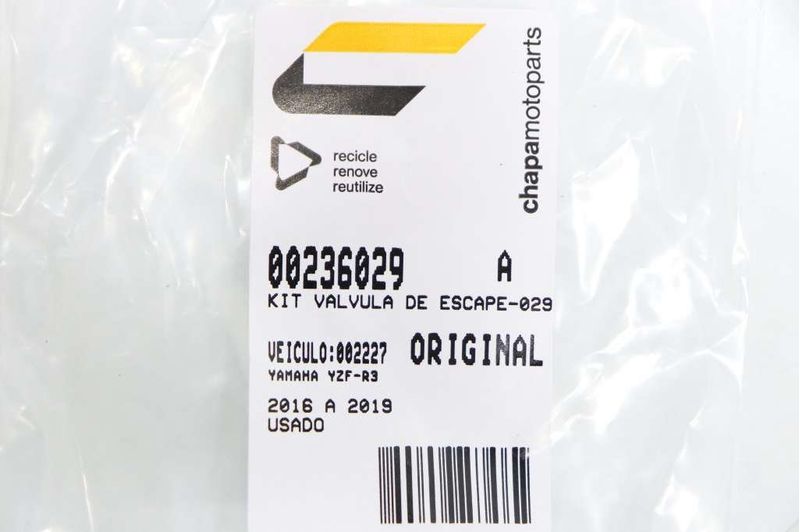 chapamotoparts
recicle
renove
reutilize
00236029 A
KIT VALVULA DE ESCAPE-029
VEICULO:002227 ORIGINAL
YAMAHA YZF-R3
2016 A 2019
USADO